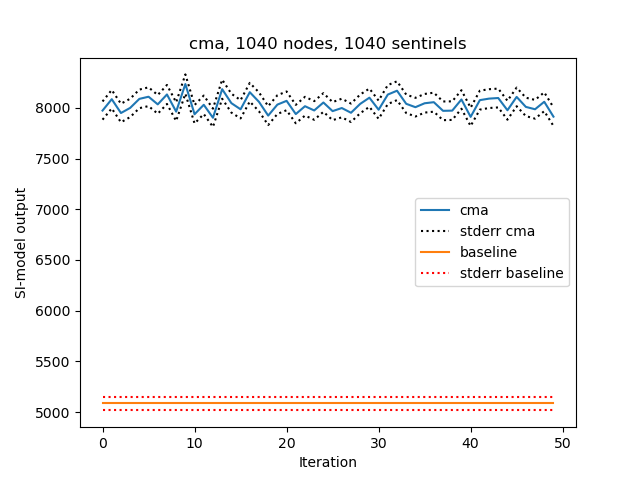 cma, 1040 nodes, 1040 sentinels
SI-model output
8000
7500
7000
6500
6000
5500
5000
cma
stderr cma
baseline
stderr baseline
0
10
20
30
40
50
Iteration